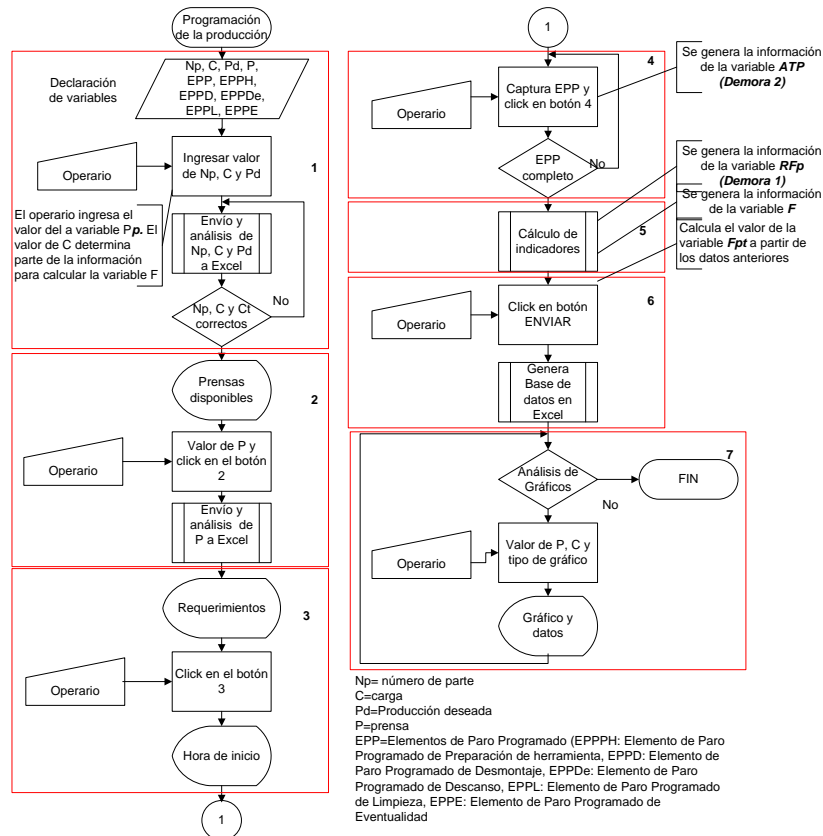 Programación
de la producción
Declaración
de variables
Np, C, Pd, P,
EPP, EPPH,
EPPD, EPPDe,
EPPL, EPPE
Operario
Ingresar valor
de Np, C y Pd
1
El operario ingresa el
valor del a variable Pp. El
valor de C determina
parte de la información
para calcular la variable F
Envío y
análisis de
Np, C y Pd
a Excel
No
Np, C y Ct
correctos
Prensas
disponibles
2
Operario
Valor de P y
click en el botón
2
Envío y
análisis de
P a Excel
Requerimientos
3
Operario
Click en el botón
3
Hora de inicio
1
1
4
Operario
Captura EPP y
click en botón 4
Se genera la información
de la variable ATP
(Demora 2)
EPP
completo
No
Se genera la información
de la variable RFp
(Demora 1)
Cálculo de
indicadores
5
Se genera la información
de la variable F
Calcula el valor de la
variable Fpt a partir de
los datos anteriores
6
Operario
Click en botón
ENVIAR
Genera
Base de
datos en
Excel
7
Análisis de
Gráficos
FIN
No
Operario
Valor de P, C y
tipo de gráfico
Gráfico y
datos
Np= número de parte
C=carga
Pd=Producción deseada
P=prensa
EPP=Elementos de Paro Programado (EPPPH: Elemento de Paro
Programado de Preparación de herramienta, EPPD: Elemento de
Paro Programado de Desmontaje, EPPDe: Elemento de Paro
Programado de Descanso, EPPL: Elemento de Paro Programado
de Limpieza, EPPE: Elemento de Paro Programado de
Eventualidad